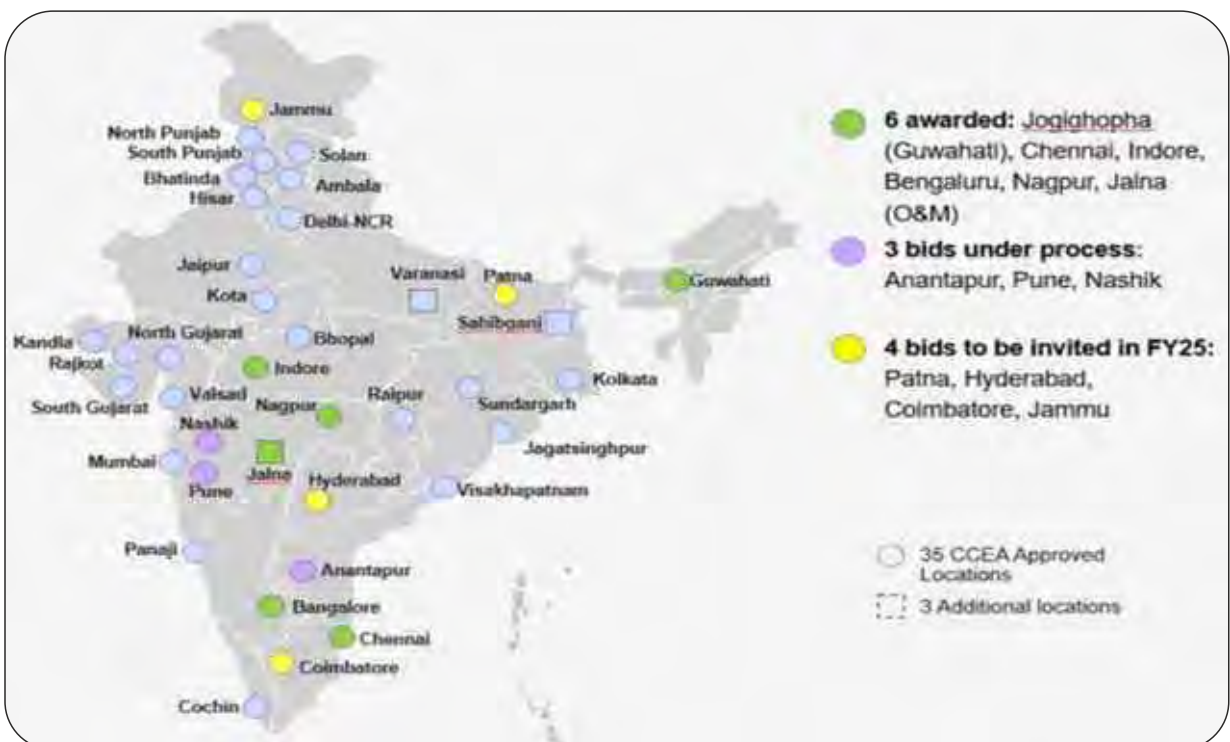 Jammu
North Punjab
South Punjab
Solan
Bhatinda
Ambala
Hisar
Delhi-NCR
Jaipur
Varanasi
Patna
Guwahati
Kota
Sahibganj
North Gujarat
Kandla
Bhopal
Rajkot
Indore
Kolkata
Valsad
Raipur
South Gujarat
Nagpur
Sundargarh
Nashik
Jagatsinghpur
Mumbai
Jalna
Hyderabad
Pune
Visakhapatnam
Panaji
Anantapur
Bangalore
Chennai
Coimbatore
Cochin
6 awarded: Jogighopha
(Guwahati), Chennai, Indore,
Bengaluru, Nagpur, Jalna
(O&M)
3 bids under process:
Anantapur, Pune, Nashik
4 bids to be invited in FY25:
Patna, Hyderabad,
Coimbatore, Jammu
35 CCEA Approved
Locations
3 Additional locations